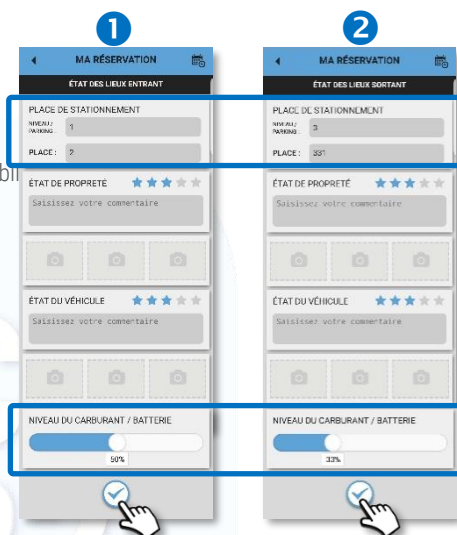 1
MA RÉSERVATION
ÉTAT DES LIEUX ENTRANT
PLACE DE STATIONNEMENT
NIVEAU / PARKING : 1
PLACE : 2
ÉTAT DE PROPRETÉ
Saisissez votre commentaire
ÉTAT DU VÉHICULE
Saisissez votre commentaire
NIVEAU DU CARBURANT / BATTERIE
50%
2
MA RÉSERVATION
ÉTAT DES LIEUX SORTANT
PLACE DE STATIONNEMENT
NIVEAU / PARKING : 3
PLACE : 331
ÉTAT DE PROPRETÉ
Saisissez votre commentaire
ÉTAT DU VÉHICULE
Saisissez votre commentaire
NIVEAU DU CARBURANT / BATTERIE
33%
bil